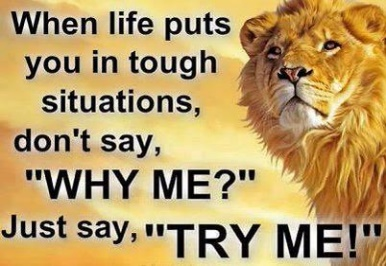 When life puts
you in tough
situations,
don't say,
"WHY ME?"
Just say, "TRY ME!"